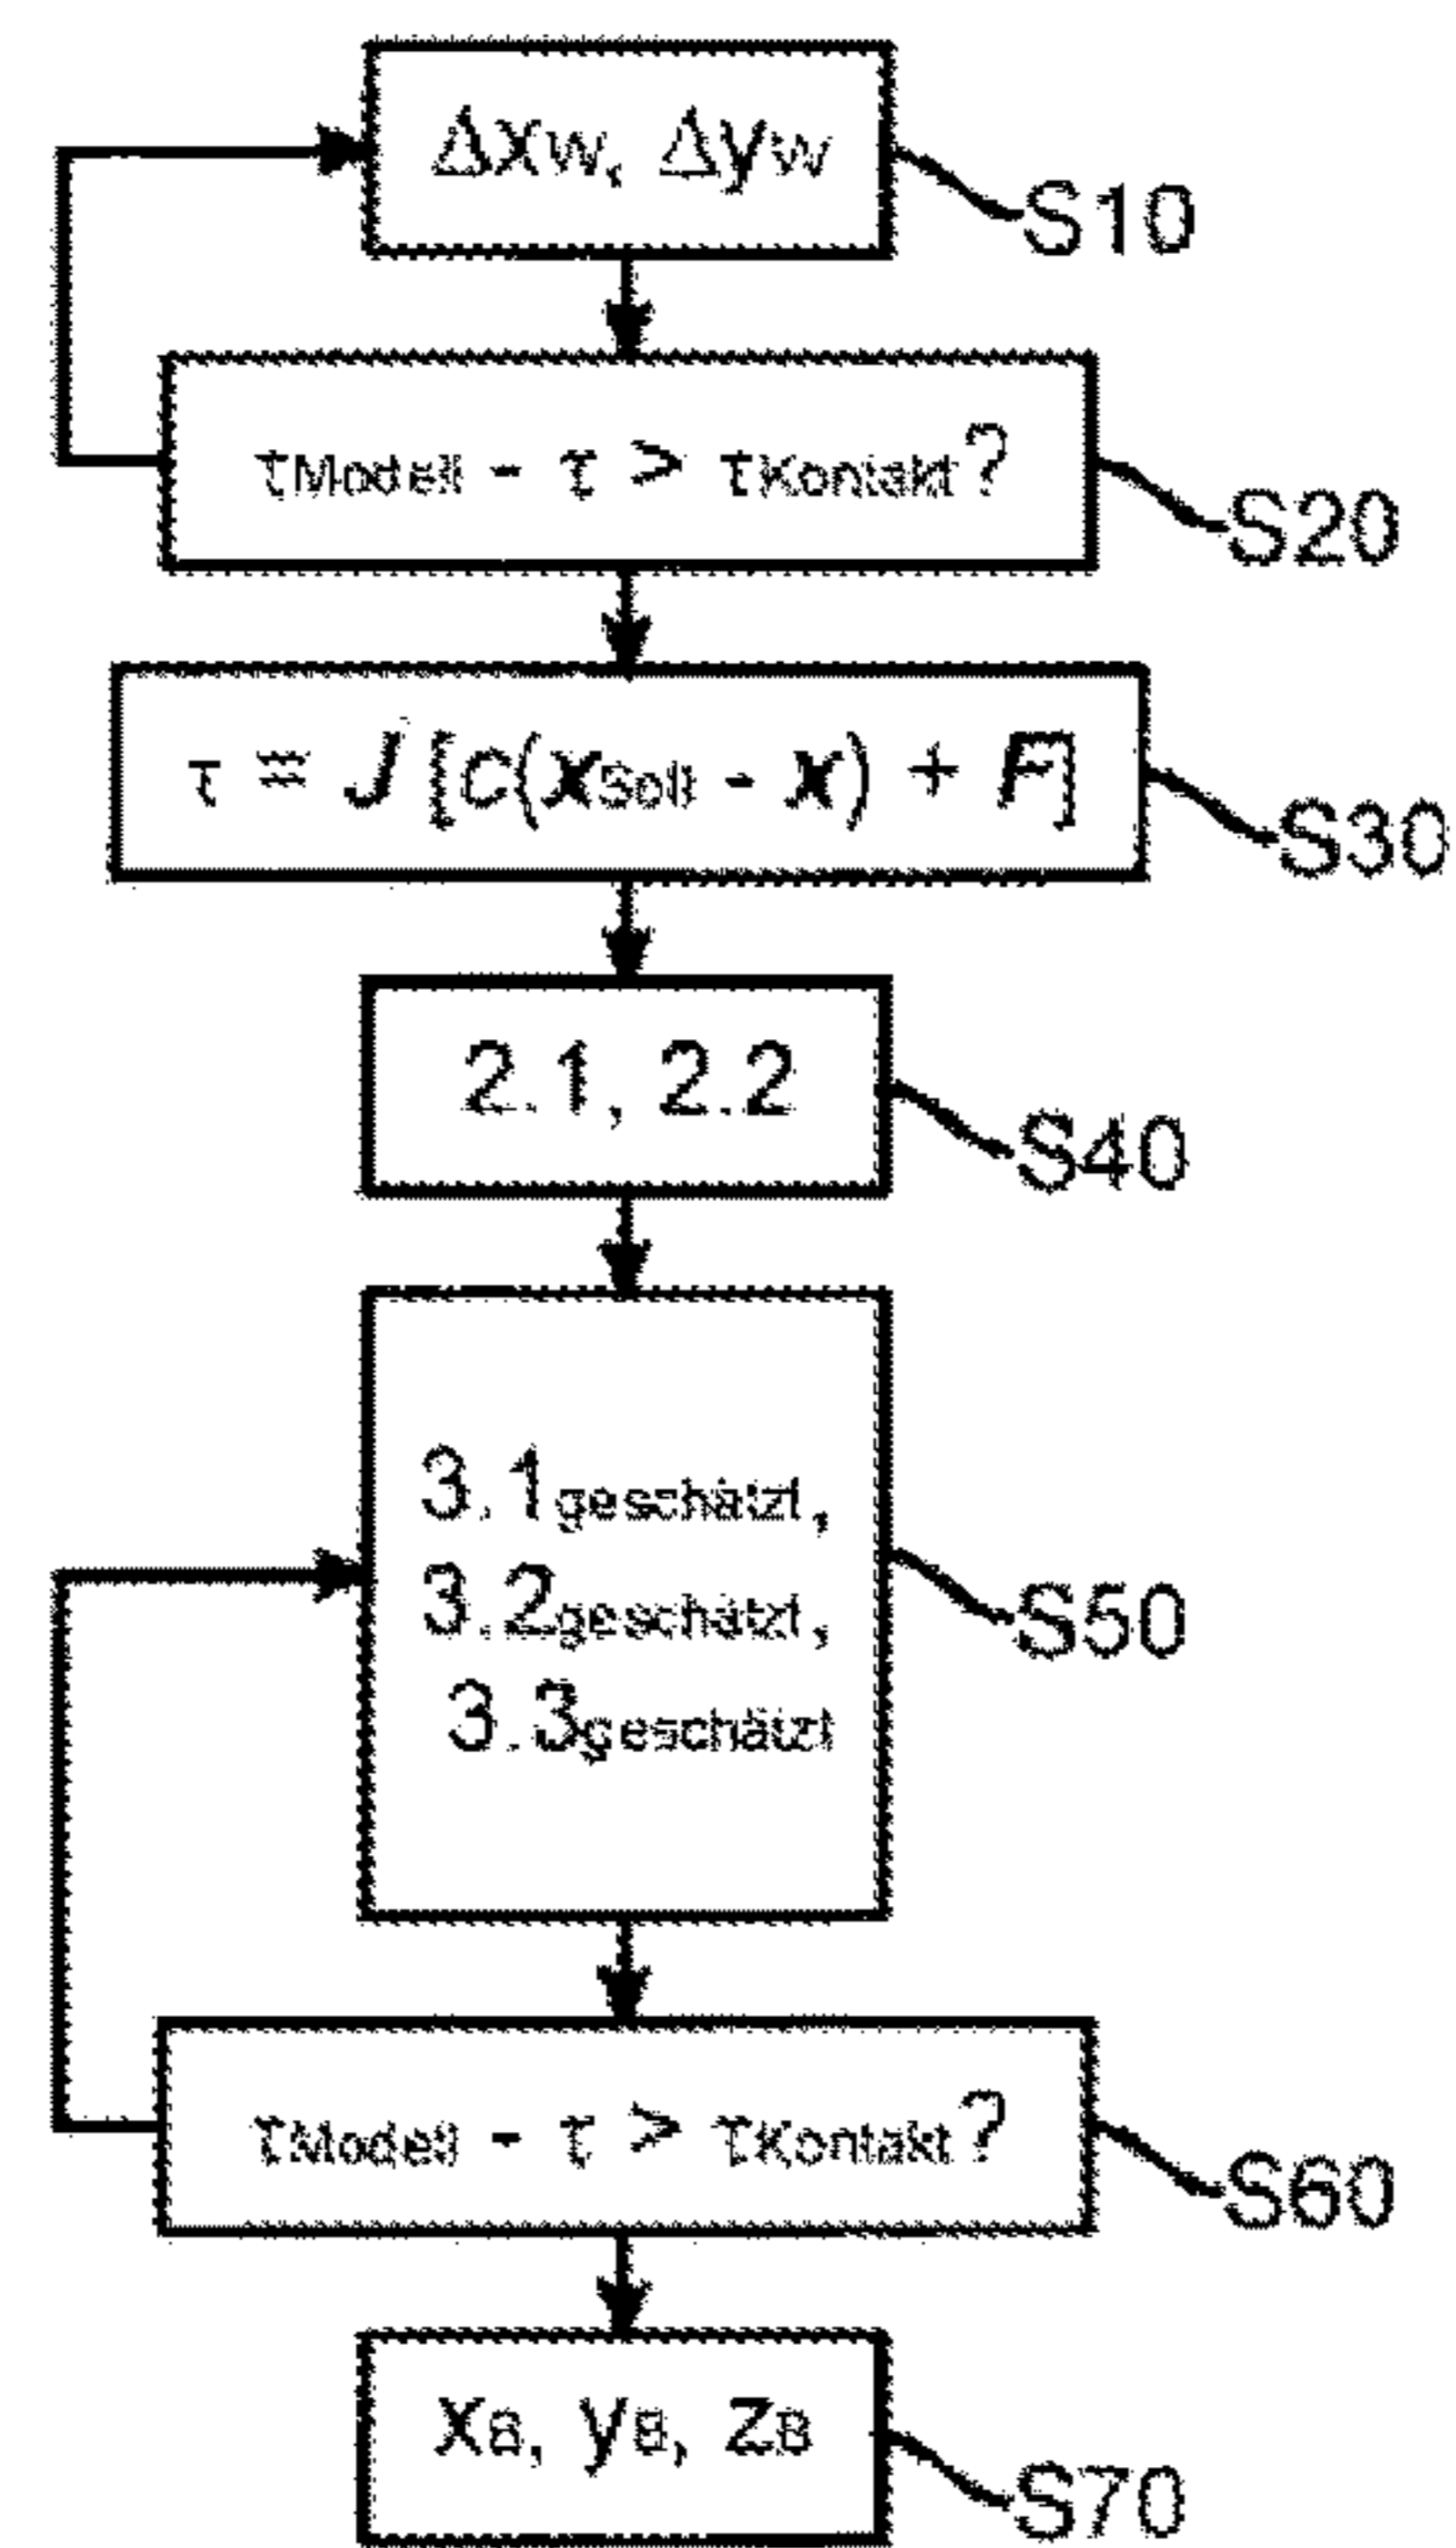 Δxw, Δyw
S10
τModell - τ > τKontakt?
S20
τ = J [C(xSoll - x) + F]
S30
2.1, 2.2
S40
3.1geschätzt,
3.2geschätzt,
3.3geschätzt
S50
τModell - τ > τKontakt?
S60
xB, yB, zB
S70